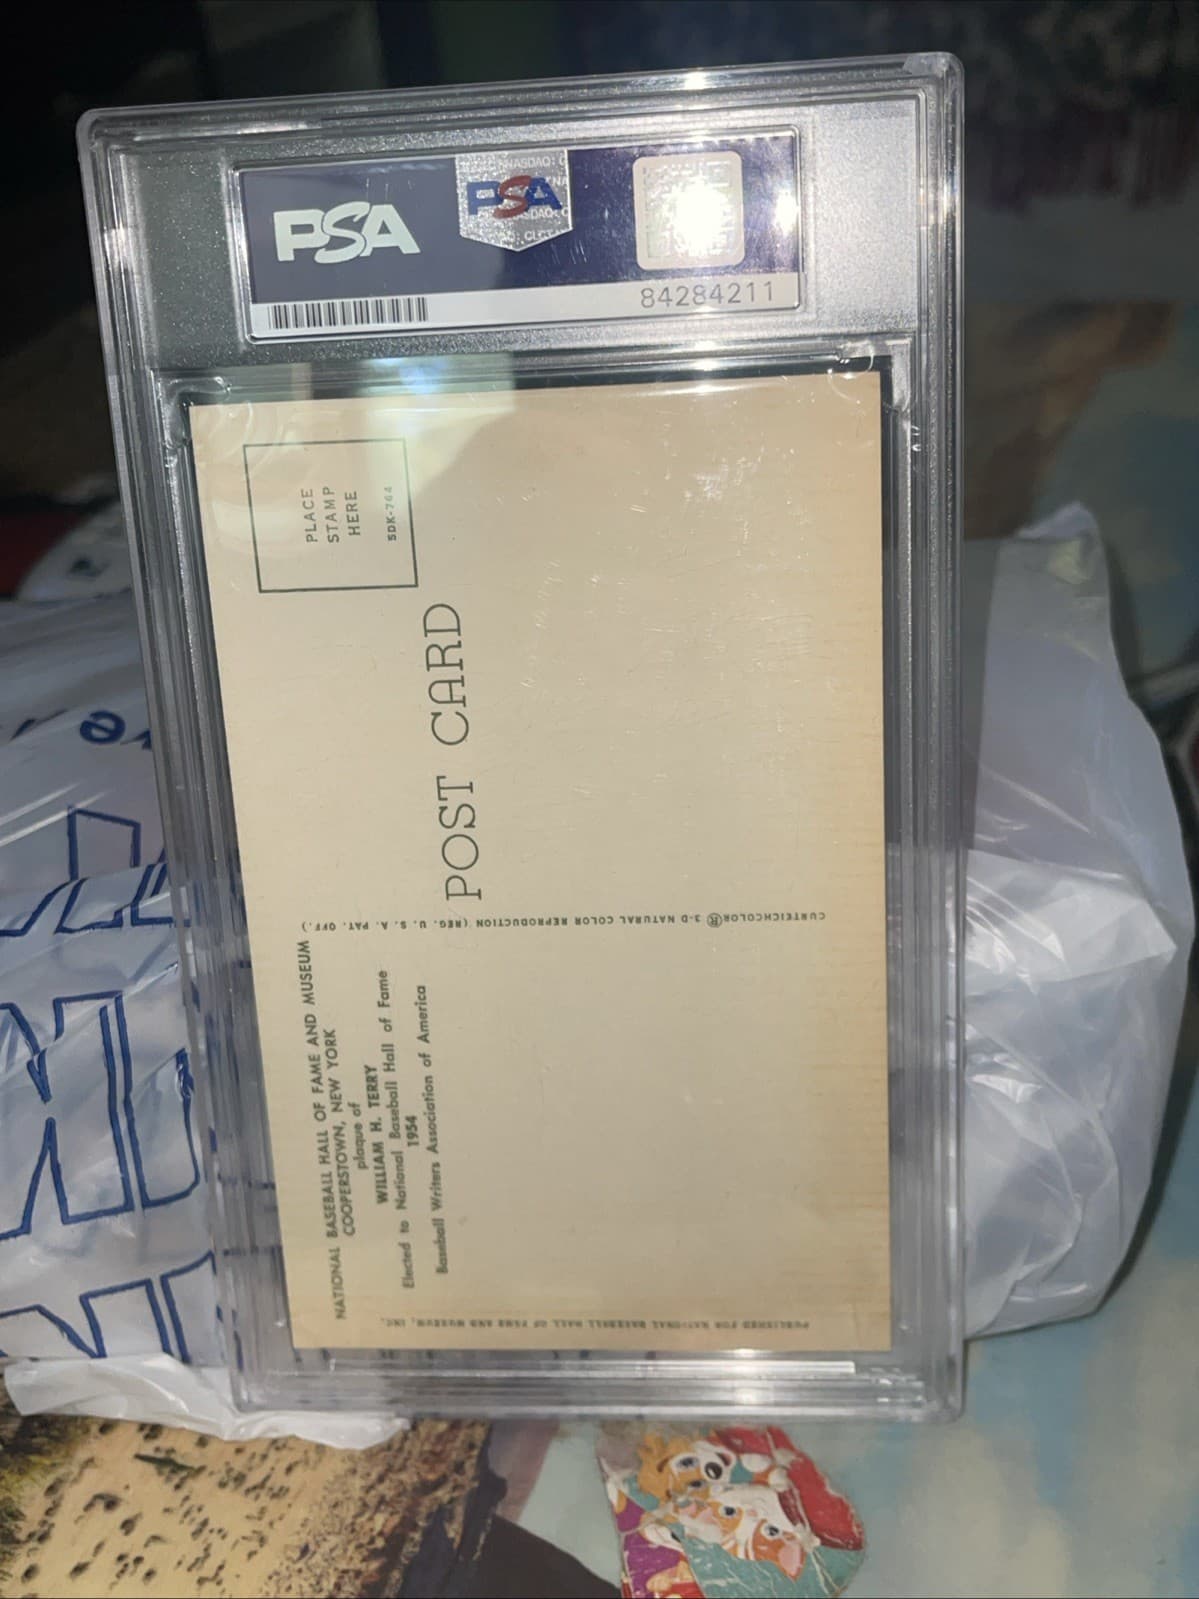 PSA
PSA
84284211
PLACE
STAMP
HERE
SDK-764
POST CARD
CURTEICHCOLOR® 3-D NATURAL COLOR REPRODUCTION (REG. U. S. A. PAT. OFF.)
NATIONAL BASEBALL HALL OF FAME AND MUSEUM
COOPERSTOWN, NEW YORK
plaque of
WILLIAM H. TERRY
Elected to National Baseball Hall of Fame
1954
Baseball Writers Association of America
PUBLISHED FOR NATIONAL BASEBALL HALL OF FAME AND MUSEUM, INC.